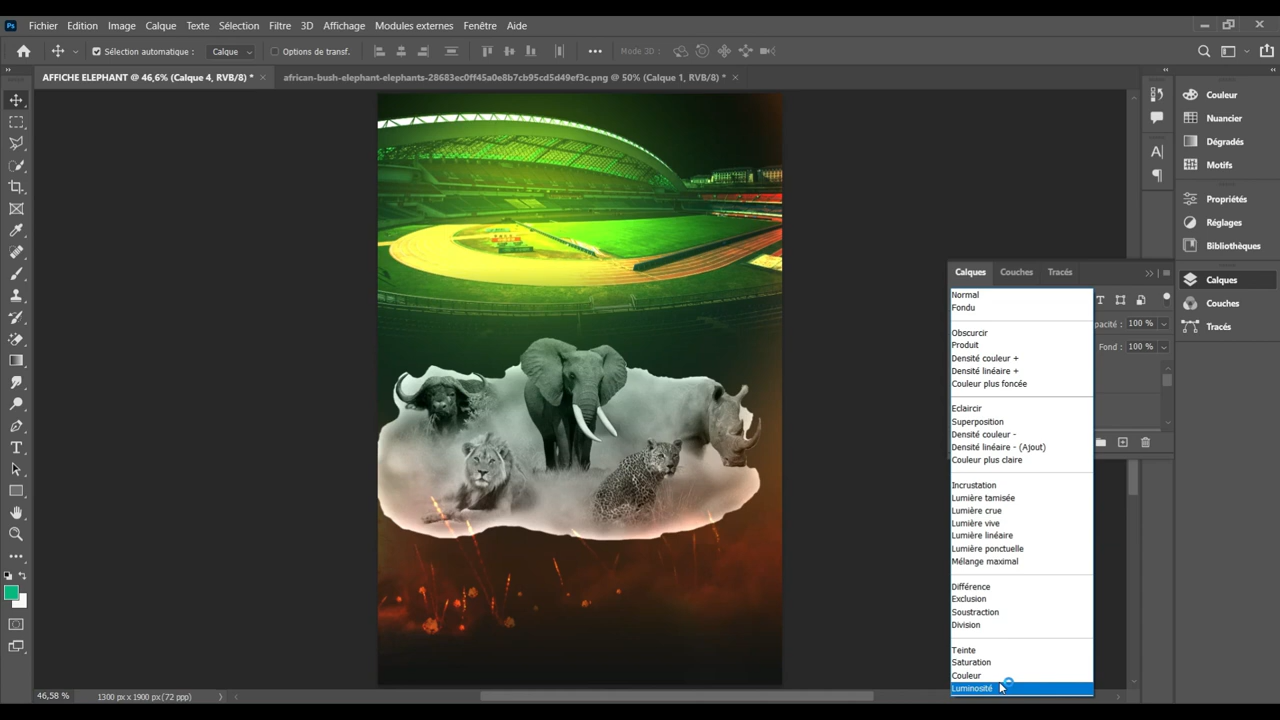 Ps Fichier Edition Image Calque Texte Sélection Filtre 3D Affichage Modules externes Fenêtre Aide
Sélection automatique : Calque Options de transf. ••• Mode 3D :
AFFICHE ELEPHANT @ 46,6% (Calque 4, RVB/8) * × african-bush-elephant-elephants-28683ec0ff45a0e8b7cb95cd5d49ef3c.png @ 50% (Calque 1, RVB/8) * ×
Couleur
Nuancier
Dégradés
Motifs
Propriétés
Réglages
Bibliothèques
Calques
Couches
Tracés
Calques Couches Tracés
Normal
Fondu
pacité : 100 %
Obscurcir
Produit
Fond : 100 %
Densité couleur +
Densité linéaire +
Couleur plus foncée
Eclaircir
Superposition
Densité couleur -
Densité linéaire - (Ajout)
Couleur plus claire
Incrustation
Lumière tamisée
Lumière crue
Lumière vive
Lumière linéaire
Lumière ponctuelle
Mélange maximal
Différence
Exclusion
Soustraction
Division
Teinte
Saturation
Couleur
Luminosité
46,58 % 1300 px x 1900 px (72 ppp)